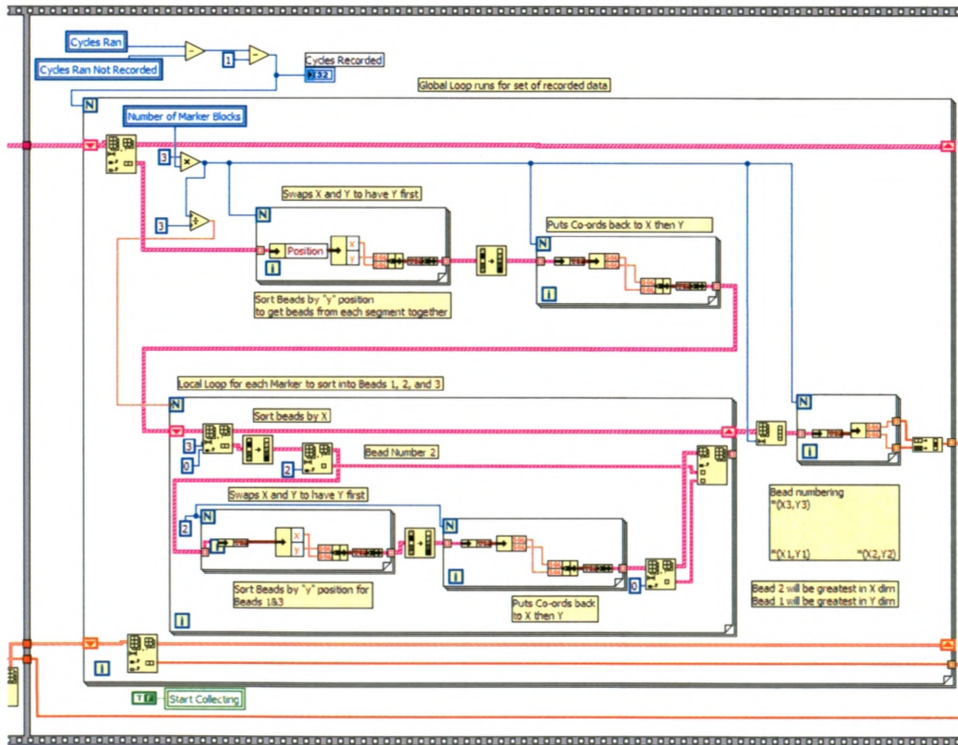 Cycles Ran
Cycles Ran Not Recorded
1
Cycles Recorded
Global Loop runs for set of recorded data
N
Number of Marker Blocks
3
3
Swaps X and Y to have Y first
N
Position
x
y
i
Sort Beads by "y" position
to get beads from each segment together
Puts Co-ords back to X then Y
N
i
Local Loop for each Marker to sort into Beads 1, 2, and 3
N
Sort beads by X
3
0
2
Bead Number 2
Swaps X and Y to have Y first
2
N
x
y
i
Sort Beads by "y" position for
Beads 1&3
N
i
Puts Co-ords back
to X then Y
0
i
N
i
Bead numbering
"(X3,Y3)
"(X1,Y1) "(X2,Y2)
Bead 2 will be greatest in X dirn
Bead 1 will be greatest in Y dirn
i
T F
Start Collecting